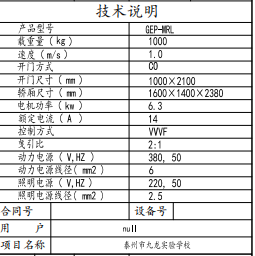 技术说明
产品型号 GEP-MRL
载重量(kg) 1000
速度(m/s) 1.0
开门方式 CO
开门尺寸(mm) 1000×2100
轿厢尺寸(mm) 1600×1400×2380
电机功率(kw) 6.3
额定电流(A) 14
控制方式 VVVF
曳引比 2:1
动力电源(V,HZ) 380, 50
动力电源线径(mm2) 6
照明电源(V,HZ) 220, 50
照明电源线径(mm2) 2.5
合同号 设备号
用 户 null
项目名称 泰州市九龙实验学校